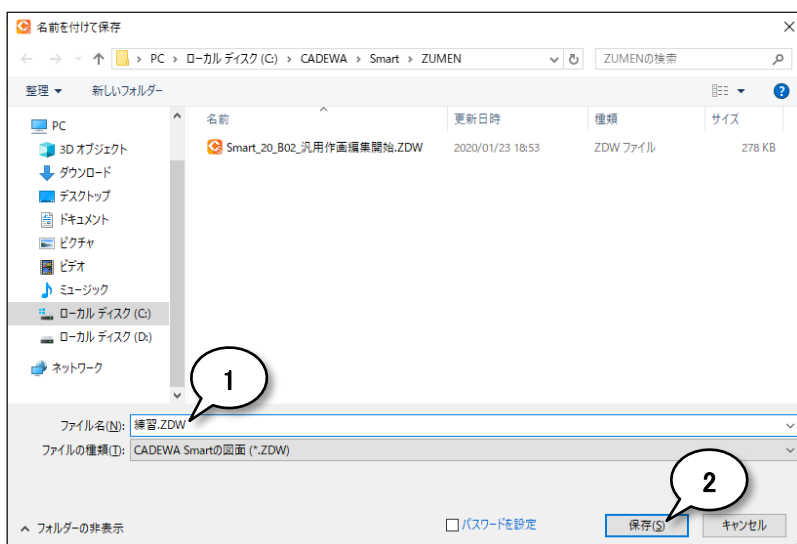 名前を付けて保存
PC › ローカル ディスク (C:) › CADEWA › Smart › ZUMEN
ZUMENの検索
整理
新しいフォルダー
名前
更新日時
種類
サイズ
Smart_20_B02_汎用作画編集開始.ZDW
2020/01/23 18:53
ZDW ファイル
278 KB
PC
3D オブジェクト
ダウンロード
デスクトップ
ドキュメント
ピクチャ
ビデオ
ミュージック
ローカル ディスク (C:)
ローカル ディスク (D:)
ネットワーク
1
ファイル名(N):
練習.ZDW
ファイルの種類(T):
CADEWA Smartの図面 (*.ZDW)
2
フォルダーの非表示
パスワードを設定
保存(S)
キャンセル